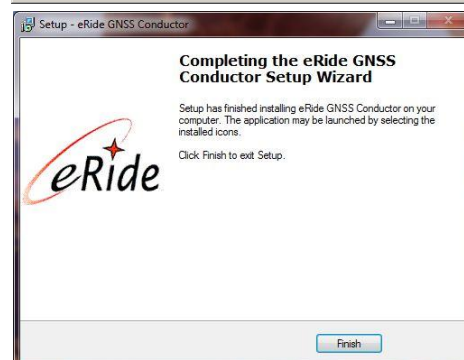 Setup - eRide GNSS Conductor
Completing the eRide GNSS
Conductor Setup Wizard
Setup has finished installing eRide GNSS Conductor on your
computer. The application may be launched by selecting the
installed icons.
Click Finish to exit Setup.
eRide
Finish